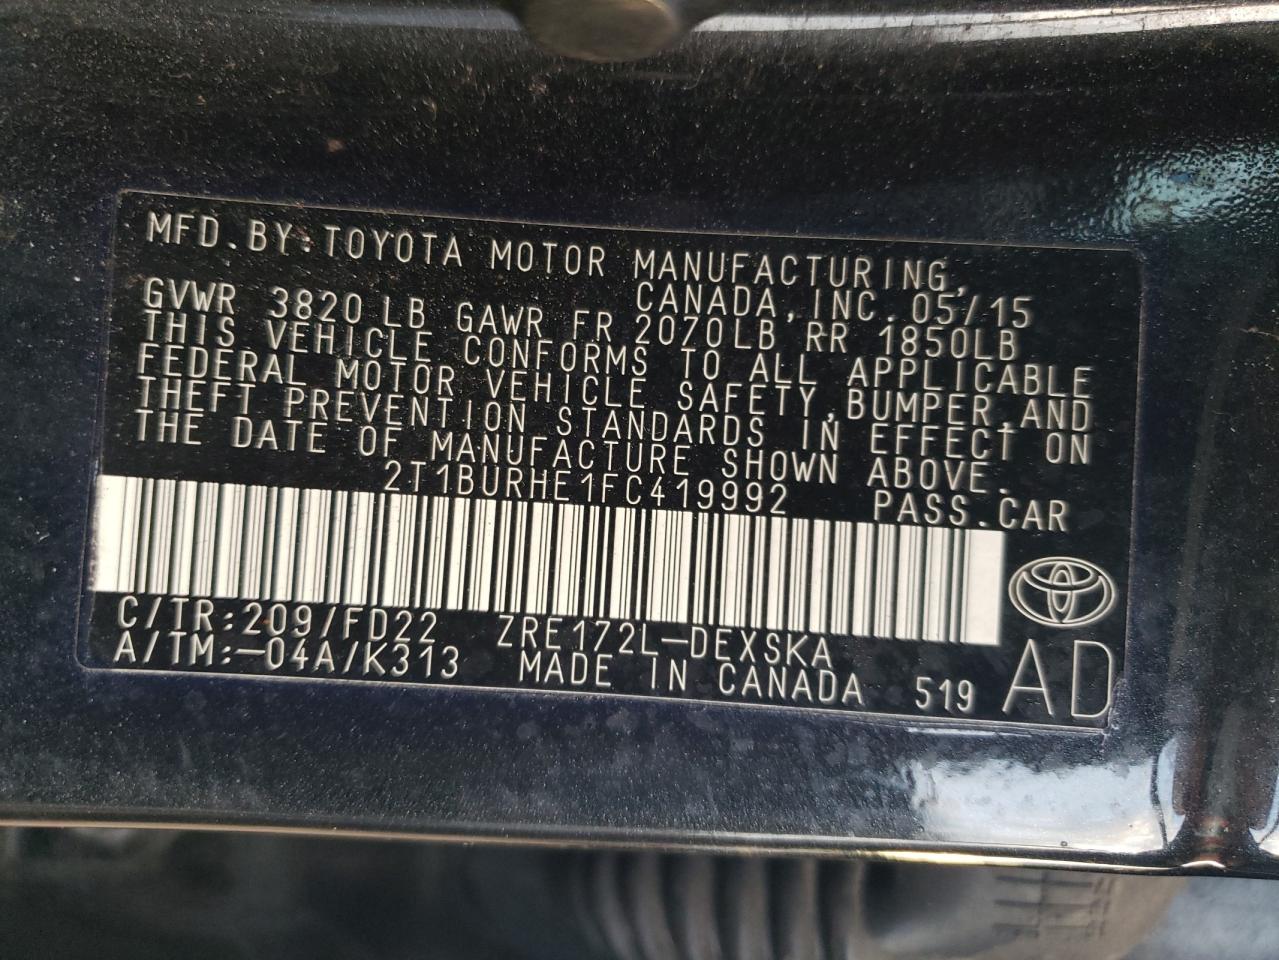 MFD.BY:TOYOTA MOTOR MANUFACTURING,
CANADA,INC.05/15
GVWR 3820 LB GAWR FR 2070LB RR 1850LB
THIS VEHICLE CONFORMS TO ALL APPLICABLE
FEDERAL MOTOR VEHICLE SAFETY,BUMPER,AND
THEFT PREVENTION STANDARDS IN EFFECT ON
THE DATE OF MANUFACTURE SHOWN ABOVE.
2T1BURHE1FC419992 PASS.CAR
C/TR:209/FD22 ZRE172L-DEXSKA
A/TM:-04A/K313 MADE IN CANADA 519 AD